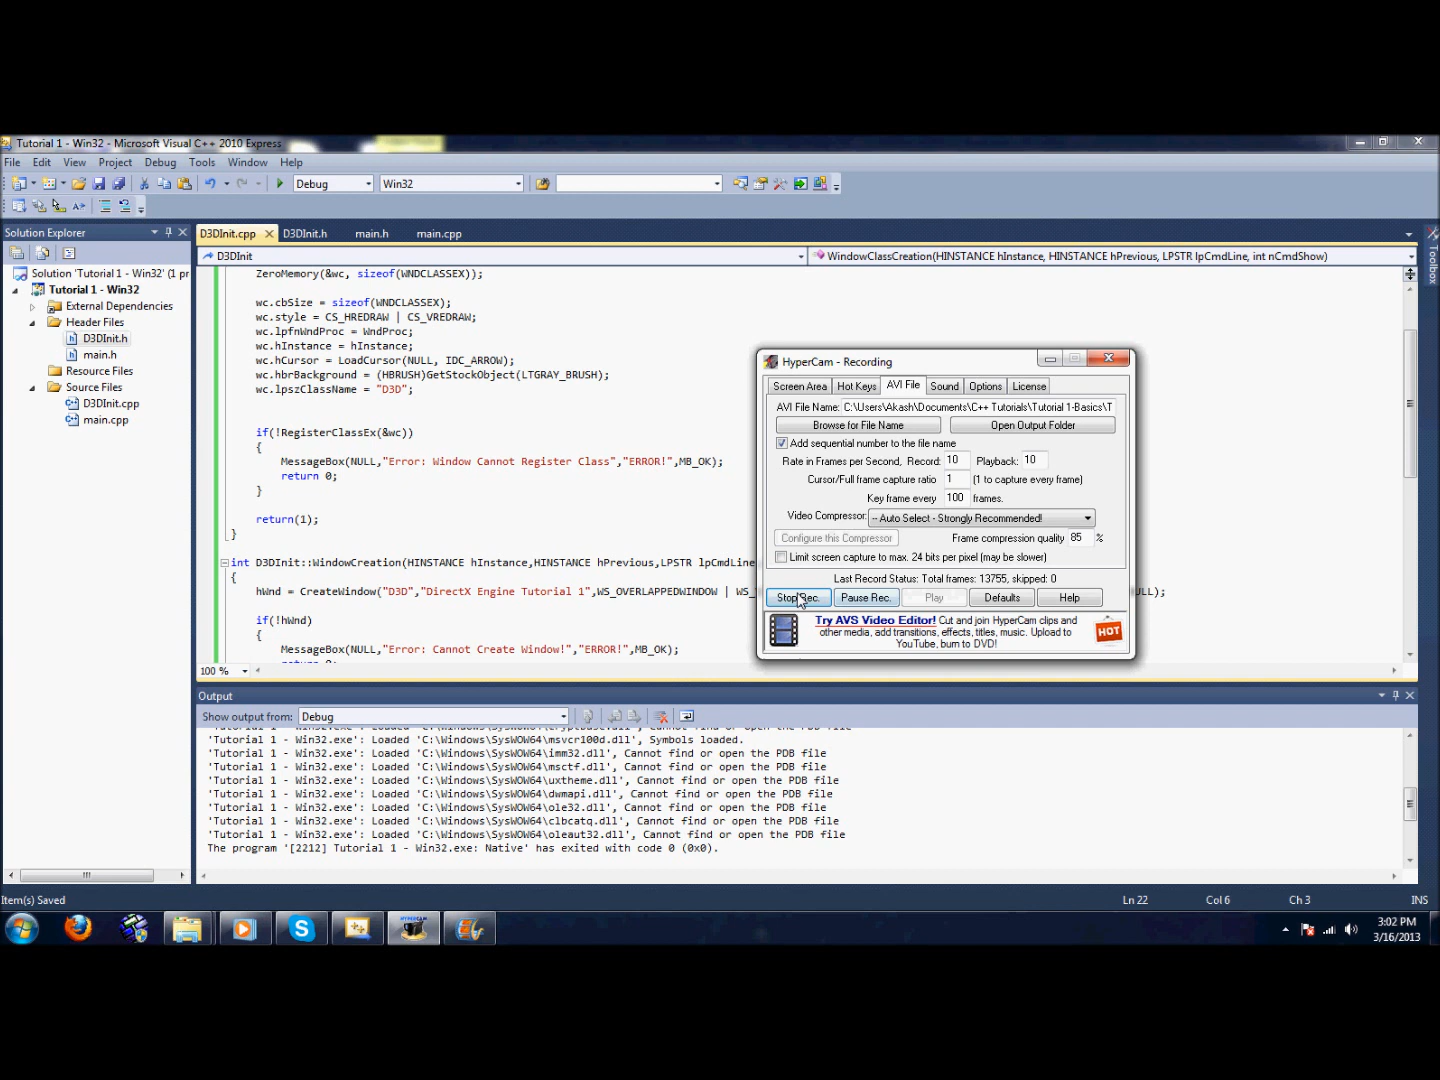 Tutorial 1 - Win32 - Microsoft Visual C++ 2010 Express
File Edit View Project Debug Tools Window Help
Debug Win32
Solution Explorer
D3DInit.cpp D3DInit.h main.h main.cpp
Toolbox
D3DInit WindowClassCreation(HINSTANCE hInstance, HINSTANCE hPrevious, LPSTR lpCmdLine, int nCmdShow)
Solution 'Tutorial 1 - Win32' (1 pr
Tutorial 1 - Win32
External Dependencies
Header Files
D3DInit.h
main.h
Resource Files
Source Files
D3DInit.cpp
main.cpp
ZeroMemory(&wc, sizeof(WNDCLASSEX));
wc.cbSize = sizeof(WNDCLASSEX);
wc.style = CS_HREDRAW | CS_VREDRAW;
wc.lpfnWndProc = WndProc;
wc.hInstance = hInstance;
wc.hCursor = LoadCursor(NULL, IDC_ARROW);
wc.hbrBackground = (HBRUSH)GetStockObject(LTGRAY_BRUSH);
wc.lpszClassName = "D3D";
if(!RegisterClassEx(&wc))
{
MessageBox(NULL,"Error: Window Cannot Register Class","ERROR!",MB_OK);
return 0;
}
return(1);
}
int D3DInit::WindowCreation(HINSTANCE hInstance,HINSTANCE hPrevious,LPSTR lpCmdLine
{
hWnd = CreateWindow("D3D","DirectX Engine Tutorial 1",WS_OVERLAPPEDWINDOW | WS_ LL);
if(!hWnd)
{
MessageBox(NULL,"Error: Cannot Create Window!","ERROR!",MB_OK);
return 0;
100 %
HyperCam - Recording
Screen Area Hot Keys AVI File Sound Options License
AVI File Name: C:\Users\Akash\Documents\C++ Tutorials\Tutorial 1-Basics\T
Browse for File Name Open Output Folder
Add sequential number to the file name
Rate in Frames per Second, Record: 10 Playback: 10
Cursor/Full frame capture ratio 1 (1 to capture every frame)
Key frame every 100 frames.
Video Compressor: -- Auto Select - Strongly Recommended!
Configure this Compressor Frame compression quality 85 %
Limit screen capture to max. 24 bits per pixel (may be slower)
Last Record Status: Total frames: 13755, skipped: 0
Stop Rec. Pause Rec. Play Defaults Help
Try AVS Video Editor! Cut and join HyperCam clips and
other media, add transitions, effects, titles, music. Upload to
YouTube, burn to DVD!
HOT
Output
Show output from: Debug
'Tutorial 1 - Win32.exe': Loaded 'C:\Windows\SysWOW64\cryptbase.dll', Cannot find or open the PDB file
'Tutorial 1 - Win32.exe': Loaded 'C:\Windows\SysWOW64\msvcr100d.dll', Symbols loaded.
'Tutorial 1 - Win32.exe': Loaded 'C:\Windows\SysWOW64\imm32.dll', Cannot find or open the PDB file
'Tutorial 1 - Win32.exe': Loaded 'C:\Windows\SysWOW64\msctf.dll', Cannot find or open the PDB file
'Tutorial 1 - Win32.exe': Loaded 'C:\Windows\SysWOW64\uxtheme.dll', Cannot find or open the PDB file
'Tutorial 1 - Win32.exe': Loaded 'C:\Windows\SysWOW64\dwmapi.dll', Cannot find or open the PDB file
'Tutorial 1 - Win32.exe': Loaded 'C:\Windows\SysWOW64\ole32.dll', Cannot find or open the PDB file
'Tutorial 1 - Win32.exe': Loaded 'C:\Windows\SysWOW64\clbcatq.dll', Cannot find or open the PDB file
'Tutorial 1 - Win32.exe': Loaded 'C:\Windows\SysWOW64\oleaut32.dll', Cannot find or open the PDB file
The program '[2212] Tutorial 1 - Win32.exe: Native' has exited with code 0 (0x0).
Item(s) Saved Ln 22 Col 6 Ch 3 INS
HYPERCAM
3:02 PM
3/16/2013